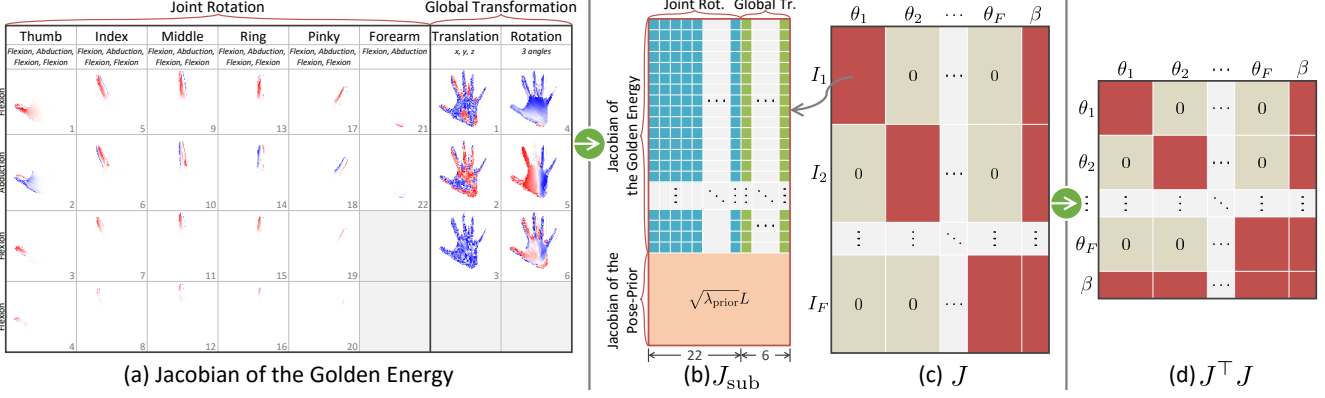 Joint Rotation
Global Transformation
Thumb Index Middle Ring Pinky Forearm Translation Rotation
Flexion, Abduction, Flexion, Abduction, Flexion, Abduction, Flexion, Abduction, Flexion, Abduction, Flexion, Abduction x, y, z 3 angles
Flexion, Flexion Flexion, Flexion Flexion, Flexion Flexion, Flexion Flexion, Flexion
Flexion
1 5 9 13 17 21 1 4
Abduction
2 6 10 14 18 22 2 5
Flexion
3 7 11 15 19 3 6
Flexion
4 8 12 16 20
(a) Jacobian of the Golden Energy
Joint Rot. Global Tr.
Jacobian of
the Golden Energy
... ...
⋮ ⋱ ⋮ ⋱ ⋮
...
Jacobian of the
Pose-Prior
√λprior L
22 6
(b) J_sub
θ₁ θ₂ ⋯ θ_F β
I₁ 0 ⋯ 0
I₂ 0 ⋯ 0
⋮ ⋮ ⋱ ⋮ ⋮
I_F 0 0 ⋯
(c) J
θ₁ θ₂ ⋯ θ_F β
θ₁ 0 ⋯ 0
θ₂ 0 ⋯ 0
⋮ ⋮ ⋮ ⋱ ⋮ ⋮
θ_F 0 0 ⋯
β ⋯
(d) J⊤J